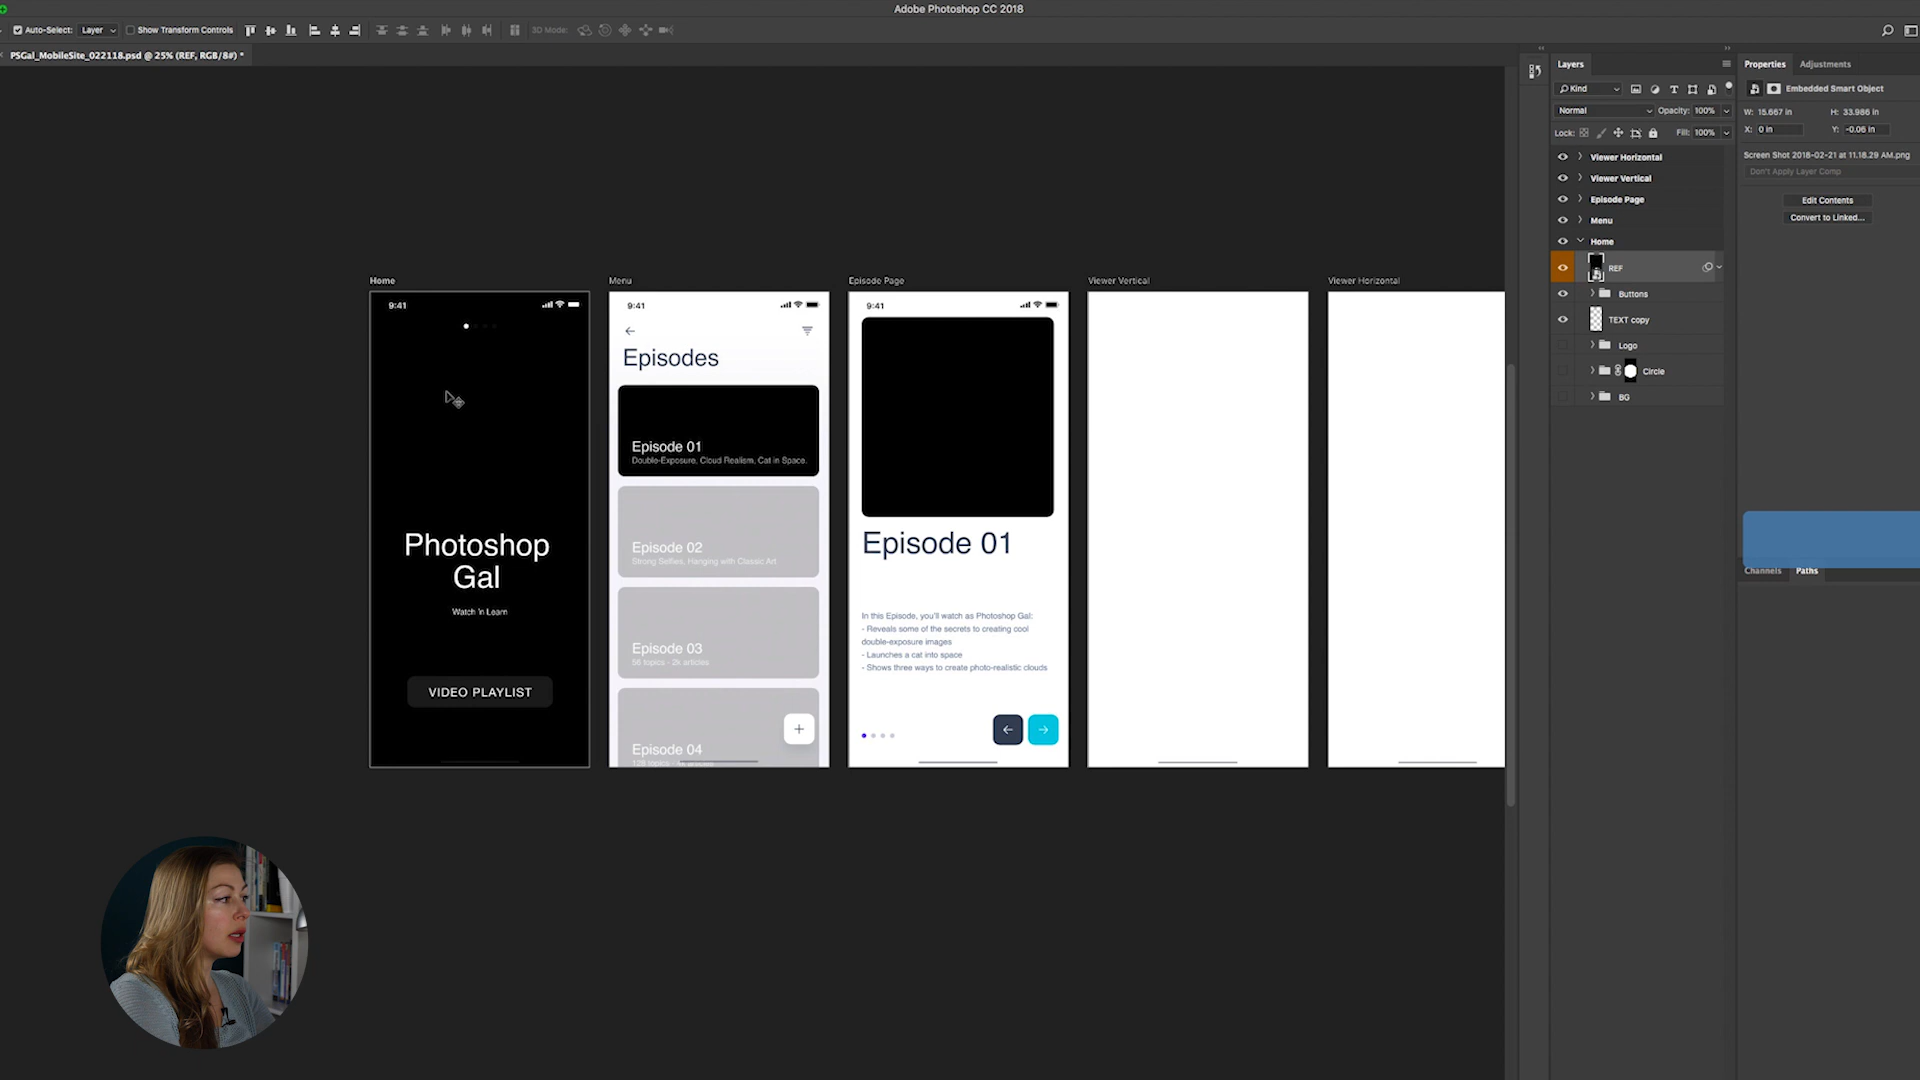 Adobe Photoshop CC 2018
Auto-Select: Layer Show Transform Controls 3D Mode:
PSGal_MobileSite_022118.psd @ 25% (REF, RGB/8#) *
Home
9:41
Photoshop
Gal
Watch 'n Learn
VIDEO PLAYLIST
Menu
9:41
Episodes
Episode 01
Double-Exposure, Cloud Realism, Cat in Space.
Episode 02
Strong Selfies, Hanging with Classic Art
Episode 03
56 topics - 2k articles
Episode 04
Episode Page
9:41
Episode 01
In this Episode, you'll watch as Photoshop Gal:
- Reveals some of the secrets to creating cool
double-exposure images
- Launches a cat into space
- Shows three ways to create photo-realistic clouds
Viewer Vertical
Viewer Horizontal
Layers
Kind
Normal Opacity: 100%
Lock: Fill: 100%
Viewer Horizontal
Viewer Vertical
Episode Page
Menu
Home
REF
Buttons
TEXT copy
Logo
Circle
BG
Properties Adjustments
Embedded Smart Object
W: 15.667 in H: 33.986 in
X: 0 in Y: -0.06 in
Screen Shot 2018-02-21 at 11.18.29 AM.png
Don't Apply Layer Comp
Edit Contents
Convert to Linked...
Channels Paths